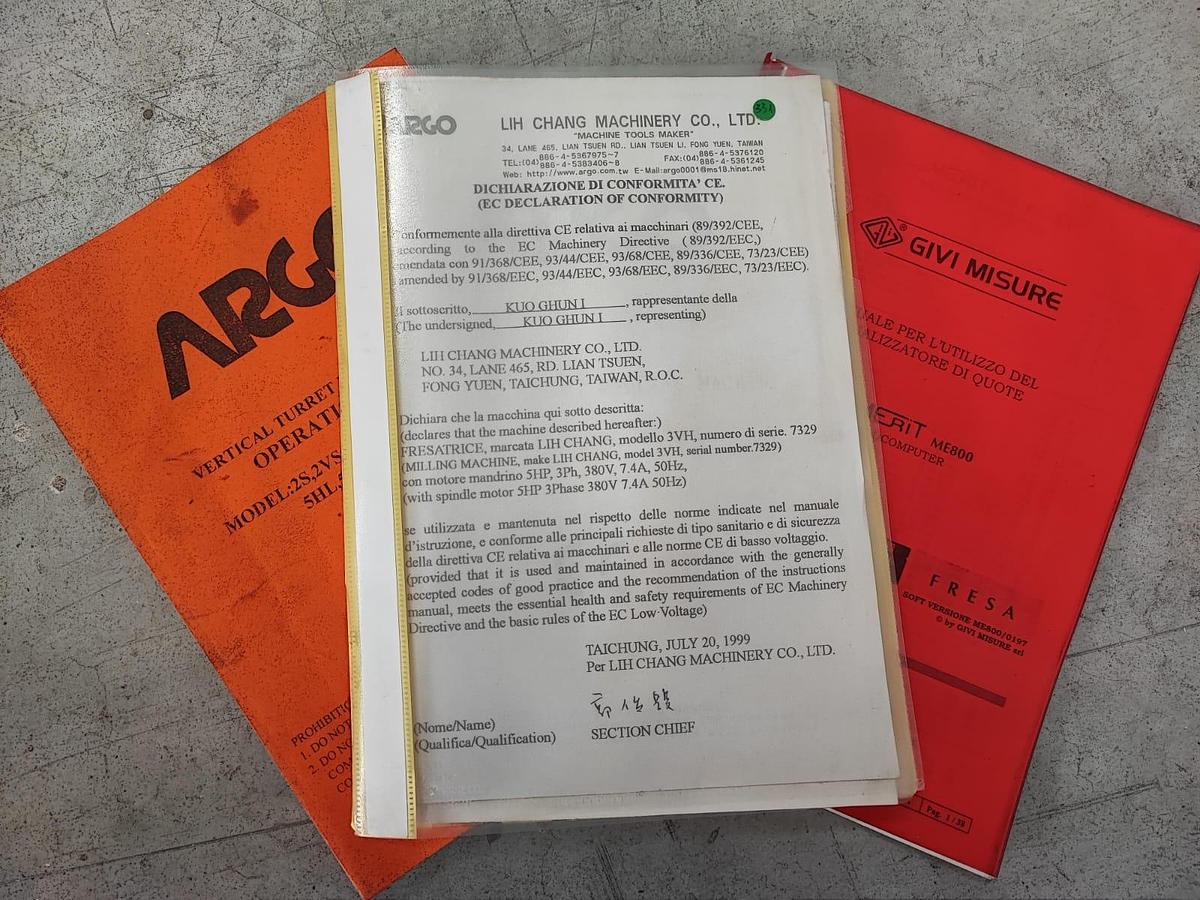 ARGO
VERTICAL TURRET
OPERATI
MODEL:2S,2VS
5HL,
PROHIBITI
1. DO NOT
2. DO NO
CO
ARGO
LIH CHANG MACHINERY CO., LTD.
331
"MACHINE TOOLS MAKER"
34, LANE 465, LIAN TSUEN RD., LIAN TSUEN LI, FONG YUEN, TAIWAN
TEL:(04) 886-4-5367975~7 FAX:(04) 886-4-5376120
886-4-5383406~8 886-4-5361245
Web: http://www.argo.com.tw E-Mail:argo0001@ms18.hinet.net
DICHIARAZIONE DI CONFORMITA' CE.
(EC DECLARATION OF CONFORMITY)
onformemente alla direttiva CE relativa ai macchinari (89/392/CEE,
according to the EC Machinery Directive (89/392/EEC,)
mendata con 91/368/CEE, 93/44/CEE, 93/68/CEE, 89/336/CEE, 73/23/CEE)
amended by 91/368/EEC, 93/44/EEC, 93/68/EEC, 89/336/EEC, 73/23/EEC).
Il sottoscritto, KUO GHUN I , rappresentante della
(The undersigned, KUO GHUN I , representing)
LIH CHANG MACHINERY CO., LTD.
NO. 34, LANE 465, RD. LIAN TSUEN,
FONG YUEN, TAICHUNG, TAIWAN, R.O.C.
Dichiara che la macchina qui sotto descritta:
(declares that the machine described hereafter:)
FRESATRICE, marcata LIH CHANG, modello 3VH, numero di serie. 7329
(MILLING MACHINE, make LIH CHANG, model 3VH, serial number.7329)
con motore mandrino 5HP, 3Ph, 380V, 7.4A, 50Hz,
(with spindle motor 5HP 3Phase 380V 7.4A 50Hz)
se utilizzata e mantenuta nel rispetto delle norme indicate nel manuale
d'istruzione, e conforme alle principali richieste di tipo sanitario e di sicurezza
della direttiva CE relativa ai macchinari e alle norme CE di basso voltaggio.
(provided that it is used and maintained in accordance with the generally
accepted codes of good practice and the recommendation of the instructions
manual, meets the essential health and safety requirements of EC Machinery
Directive and the basic rules of the EC Low-Voltage)
TAICHUNG, JULY 20, 1999
Per LIH CHANG MACHINERY CO., LTD.
(Nome/Name)
(Qualifica/Qualification) SECTION CHIEF
® GIVI MISURE
UALE PER L'UTILIZZO DEL
ALIZZATORE DI QUOTE
MERIT ME800
/COMPUTER
FRESA
SOFT VERSIONE ME800/0197
© by GIVI MISURE srl
Pag. 1/38